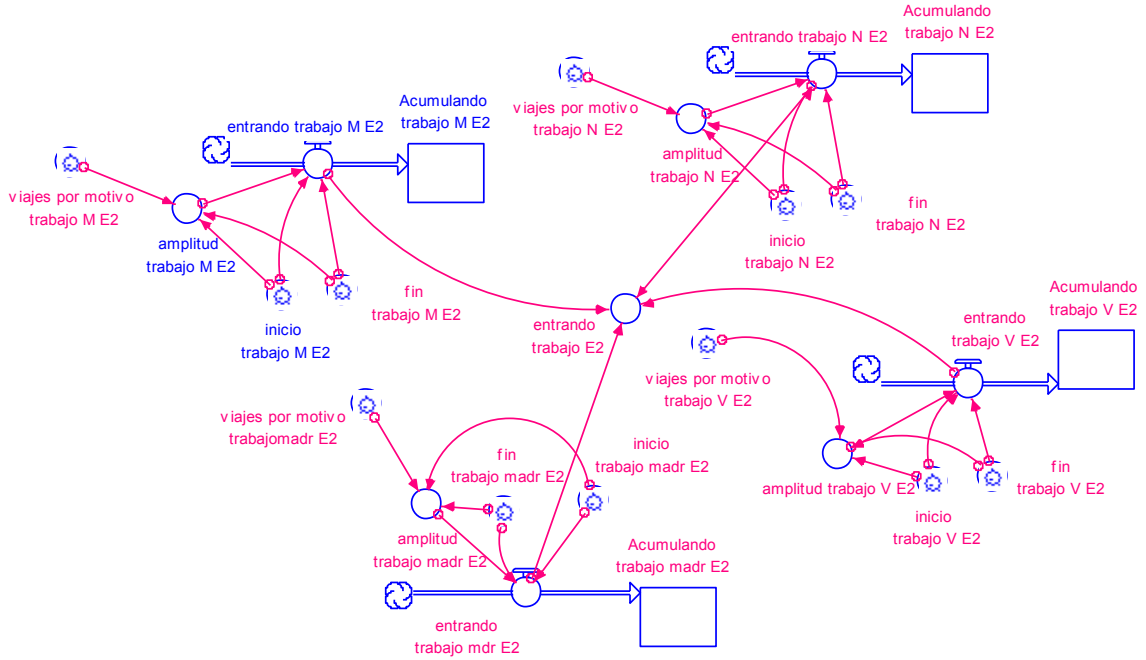 Acumulando
trabajo N E2
entrando trabajo N E2
viajes por motivo
trabajo N E2
amplitud
trabajo N E2
inicio
trabajo N E2
fin
trabajo N E2
Acumulando
trabajo M E2
entrando trabajo M E2
viajes por motivo
trabajo M E2
amplitud
trabajo M E2
inicio
trabajo M E2
fin
trabajo M E2
entrando
trabajo E2
Acumulando
trabajo V E2
entrando
trabajo V E2
viajes por motivo
trabajo V E2
amplitud trabajo V E2
inicio
trabajo V E2
fin
trabajo V E2
viajes por motivo
trabajomadr E2
fin
trabajo madr E2
inicio
trabajo madr E2
amplitud
trabajo madr E2
Acumulando
trabajo madr E2
entrando
trabajo mdr E2